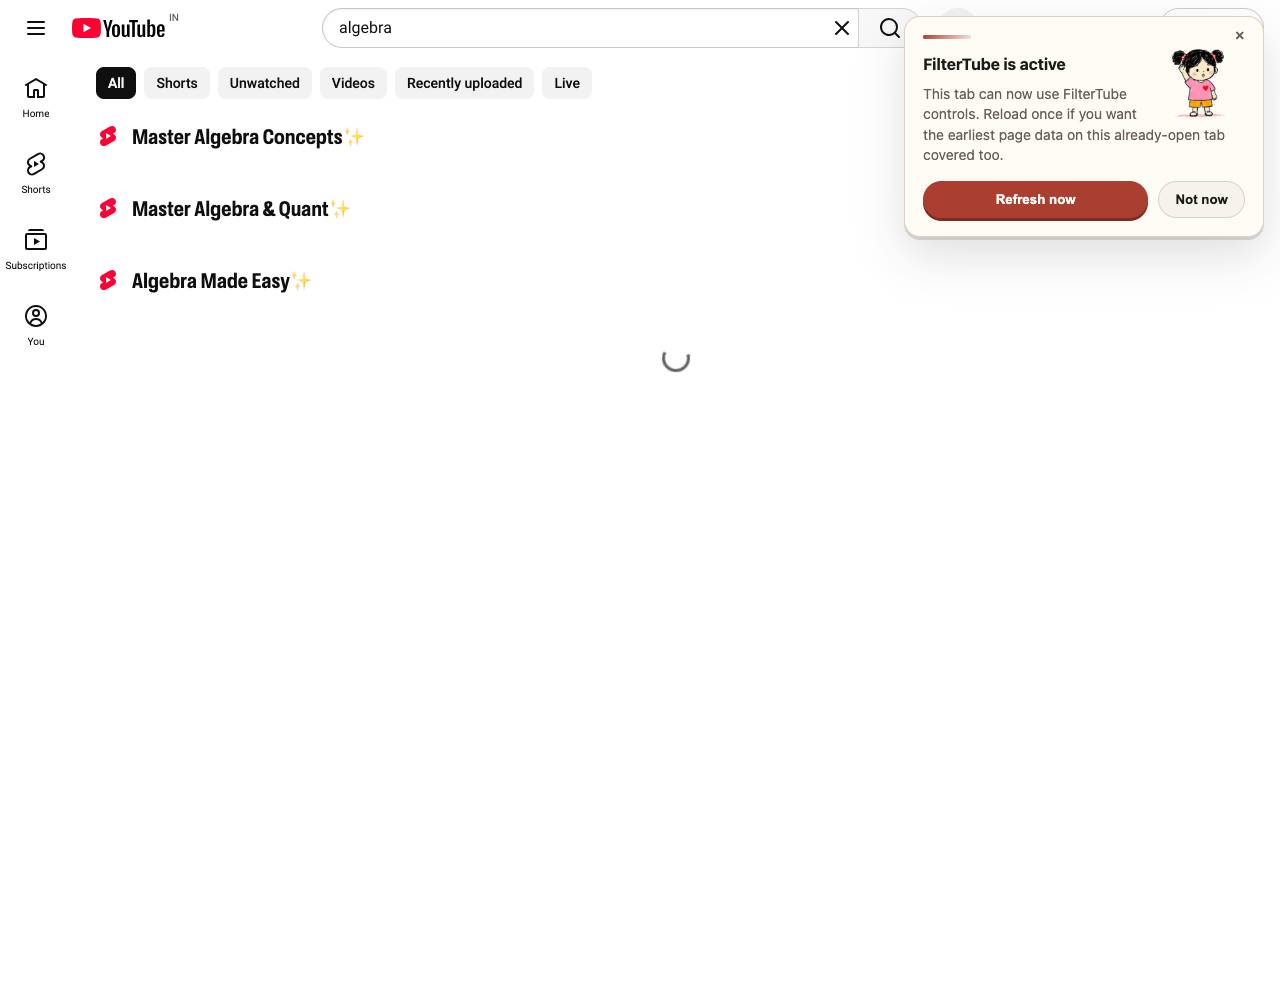 YouTube IN
algebra
All Shorts Unwatched Videos Recently uploaded Live
Home
Shorts
Subscriptions
You
Master Algebra Concepts✨
Master Algebra & Quant✨
Algebra Made Easy✨
FilterTube is active
This tab can now use FilterTube
controls. Reload once if you want
the earliest page data on this already-open tab
covered too.
Refresh now Not now